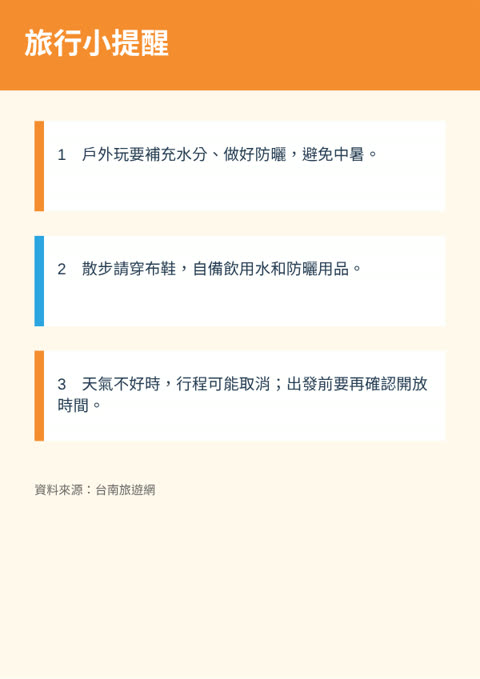 旅行小提醒
1　戶外玩要補充水分、做好防曬，避免中暑。
2　散步請穿布鞋，自備飲用水和防曬用品。
3　天氣不好時，行程可能取消；出發前要再確認開放
時間。
資料來源：台南旅遊網